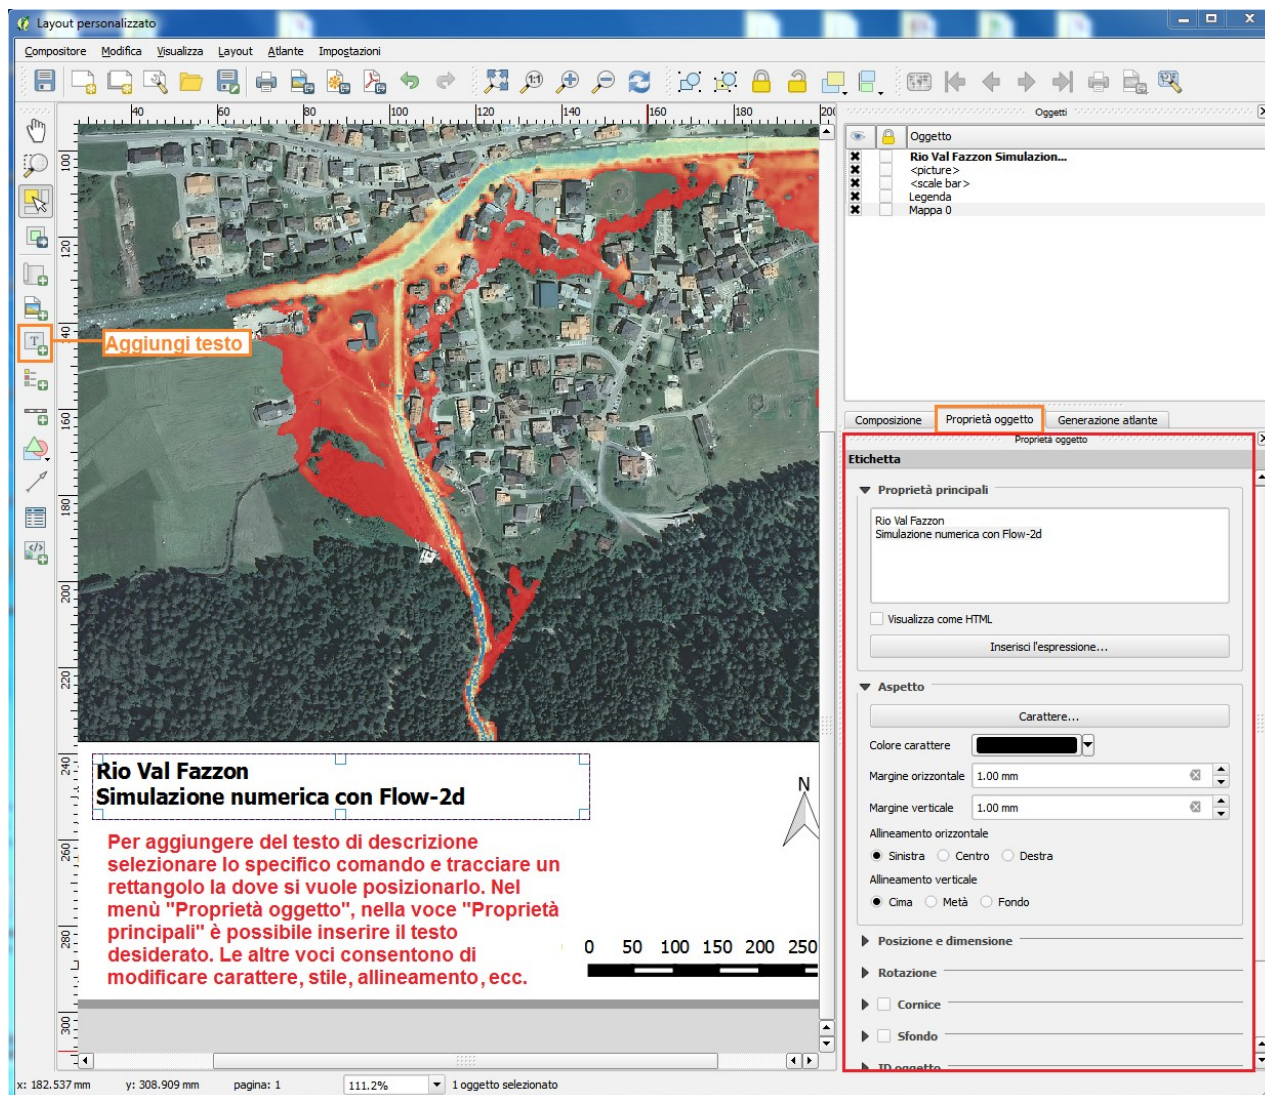 Layout personalizzato
Compositore Modifica Visualizza Layout Atlante Impostazioni
1:1
40 60 80 100 120 140 160 180 200
Oggetti
Oggetto
Rio Val Fazzon Simulazion...
<picture>
<scale bar>
Legenda
Mappa 0
100
120
140
160
180
200
220
240
260
280
300
T
Aggiungi testo
Composizione Proprietà oggetto Generazione atlante
Proprietà oggetto
Etichetta
Proprietà principali
Rio Val Fazzon
Simulazione numerica con Flow-2d
Visualizza come HTML
Inserisci l'espressione...
Aspetto
Carattere...
Colore carattere
Margine orizzontale 1.00 mm
Margine verticale 1.00 mm
Allineamento orizzontale
Sinistra Centro Destra
Allineamento verticale
Cima Metà Fondo
Posizione e dimensione
Rotazione
Cornice
Sfondo
ID oggetto
Rio Val Fazzon
Simulazione numerica con Flow-2d
N
Per aggiungere del testo di descrizione
selezionare lo specifico comando e tracciare un
rettangolo la dove si vuole posizionarlo. Nel
menù "Proprietà oggetto", nella voce "Proprietà
principali" è possibile inserire il testo
desiderato. Le altre voci consentono di
modificare carattere, stile, allineamento, ecc.
0 50 100 150 200 250
x: 182.537 mm y: 308.909 mm pagina: 1 111.2% 1 oggetto selezionato